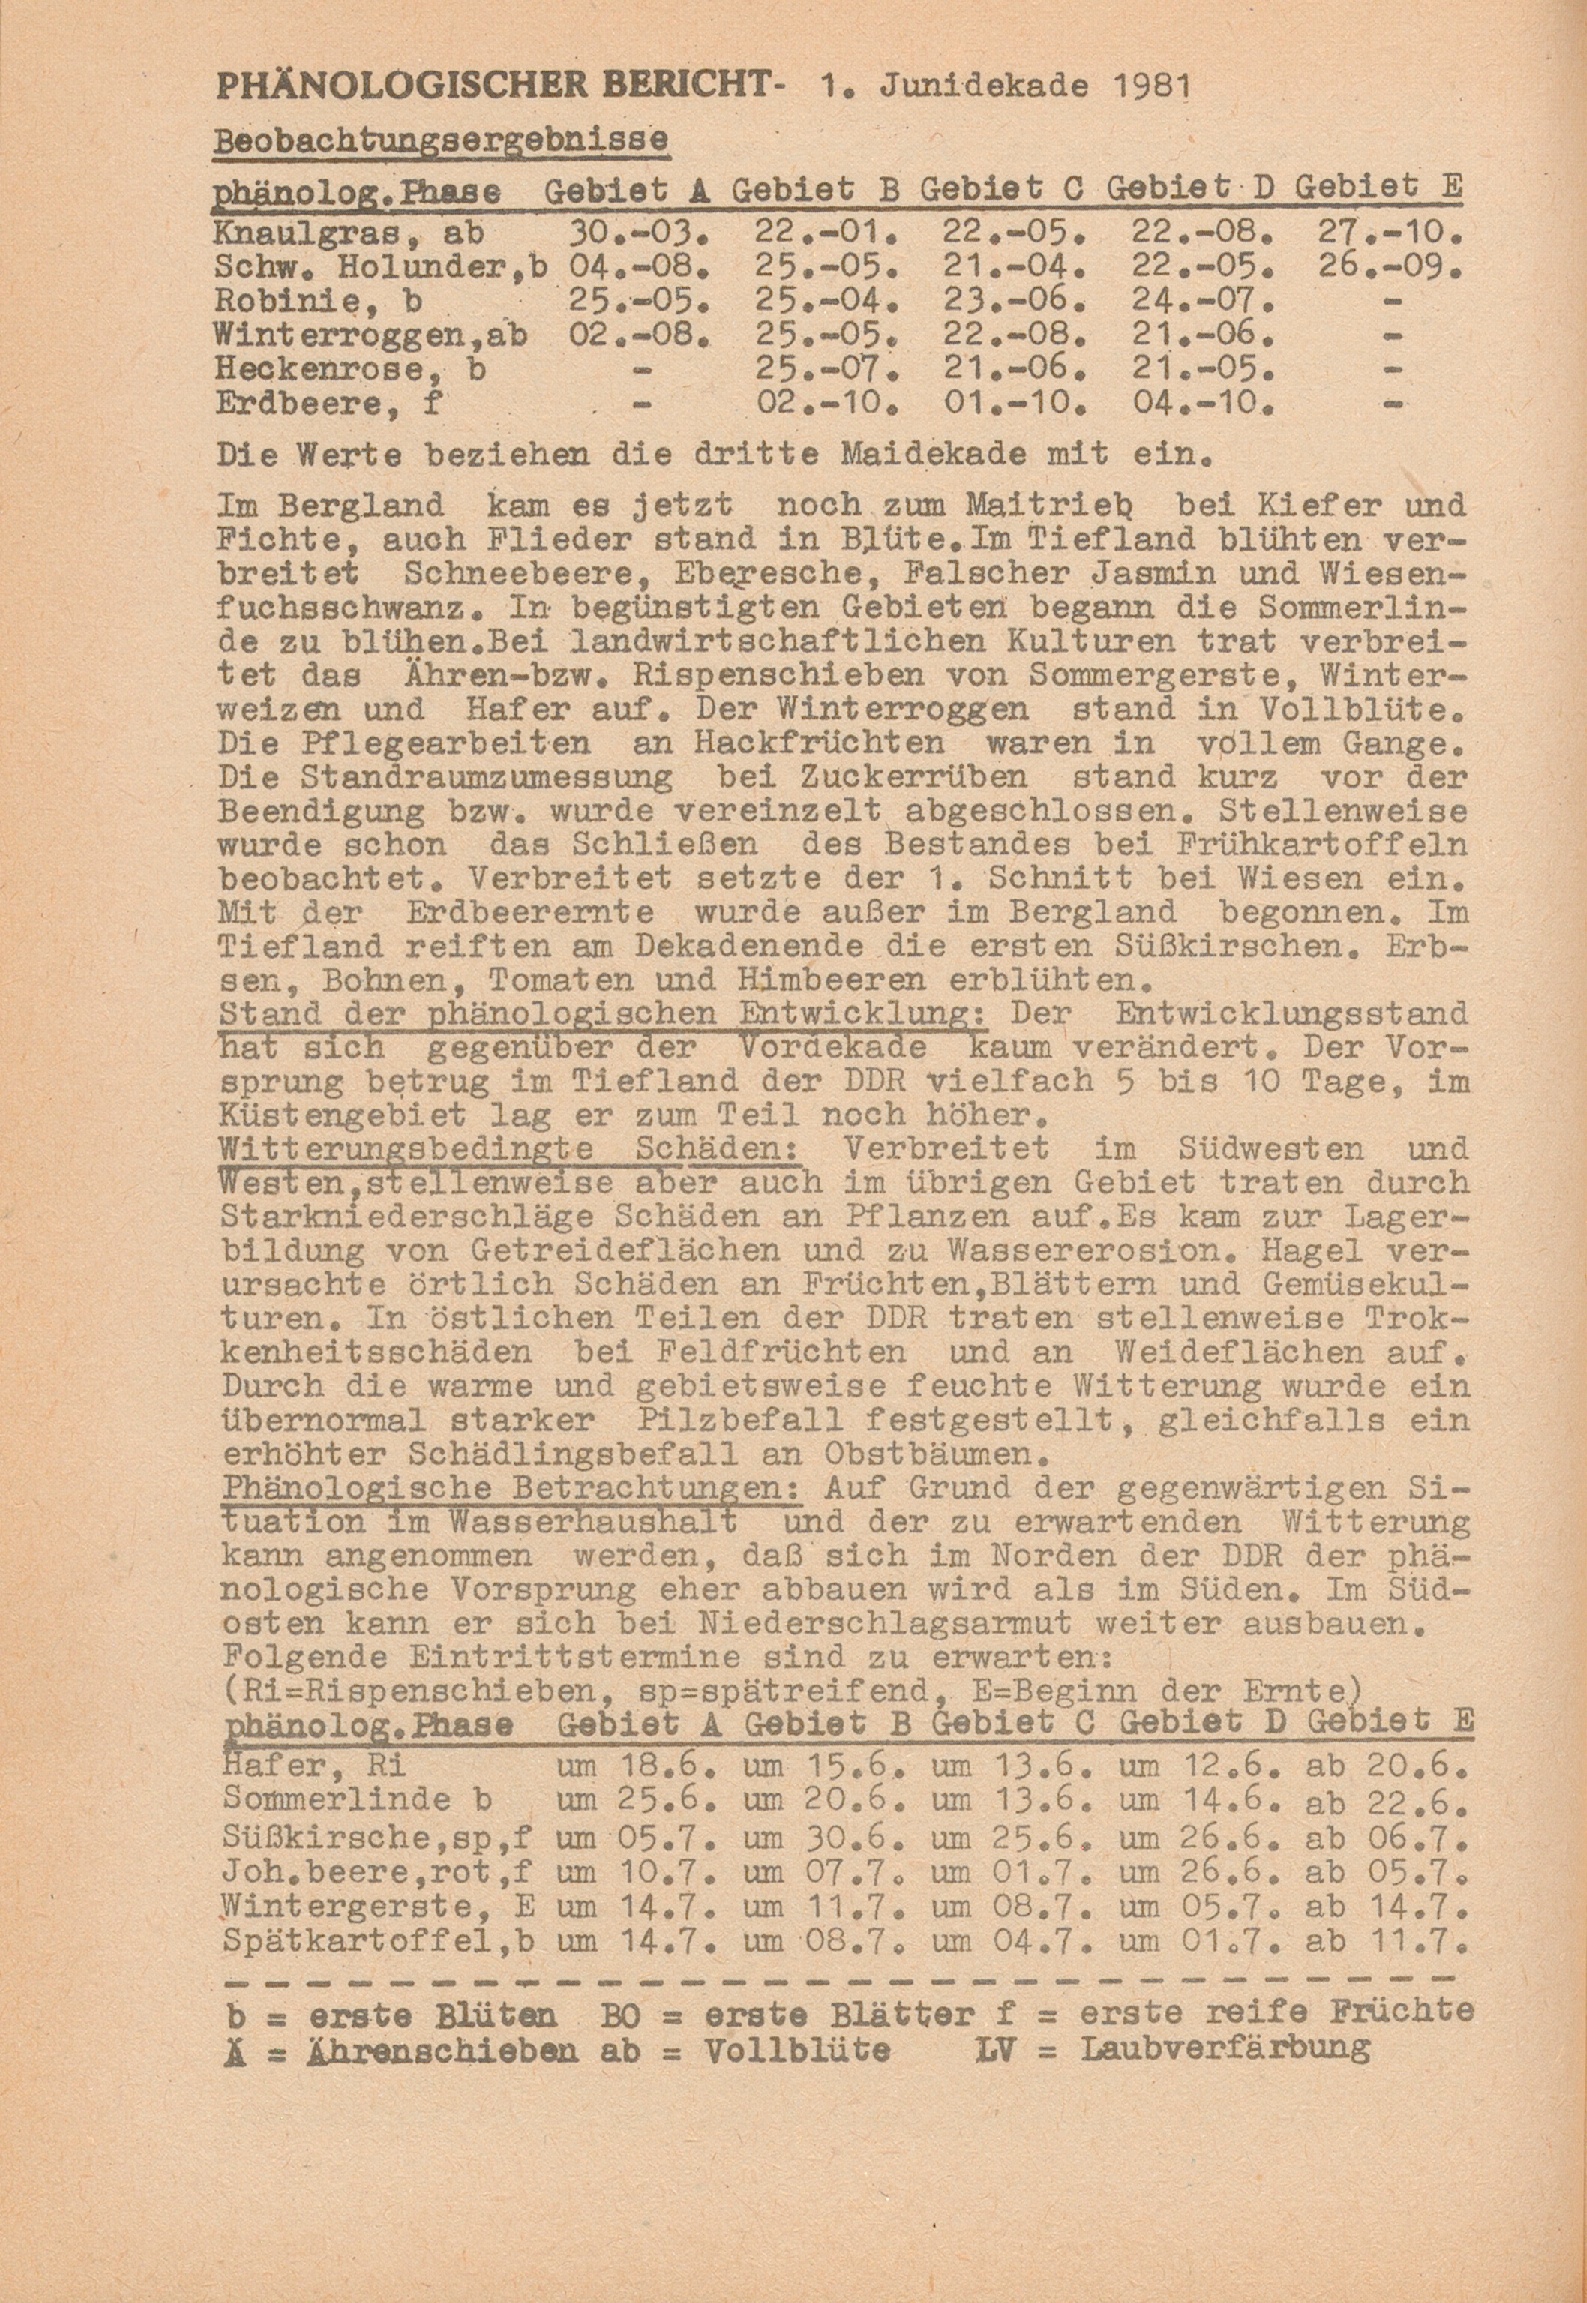 PHÄNOLOGISCHER BERICHT- 1. Junidekade 1981
Beobachtungsergebnisse
phänolog.Phase Gebiet A Gebiet B Gebiet C Gebiet D Gebiet E
Knaulgras, ab 30.-03. 22.-01. 22.-05. 22.-08. 27.-10.
Schw. Holunder,b 04.-08. 25.-05. 21.-04. 22.-05. 26.-09.
Robinie, b 25.-05. 25.-04. 23.-06. 24.-07. -
Winterroggen,ab 02.-08. 25.-05. 22.-08. 21.-06. -
Heckenrose, b - 25.-07. 21.-06. 21.-05. -
Erdbeere, f - 02.-10. 01.-10. 04.-10. -
Die Werte beziehen die dritte Maidekade mit ein.
Im Bergland kam es jetzt noch zum Maitrieb bei Kiefer und
Fichte, auch Flieder stand in Blüte.Im Tiefland blühten ver-
breitet Schneebeere, Eberesche, Falscher Jasmin und Wiesen-
fuchsschwanz. In begünstigten Gebieten begann die Sommerlin-
de zu blühen.Bei landwirtschaftlichen Kulturen trat verbrei-
tet das Ähren-bzw. Rispenschieben von Sommergerste, Winter-
weizen und Hafer auf. Der Winterroggen stand in Vollblüte.
Die Pflegearbeiten an Hackfrüchten waren in vollem Gange.
Die Standraumzumessung bei Zuckerrüben stand kurz vor der
Beendigung bzw. wurde vereinzelt abgeschlossen. Stellenweise
wurde schon das Schließen des Bestandes bei Frühkartoffeln
beobachtet. Verbreitet setzte der 1. Schnitt bei Wiesen ein.
Mit der Erdbeerernte wurde außer im Bergland begonnen. Im
Tiefland reiften am Dekadenende die ersten Süßkirschen. Erb-
sen, Bohnen, Tomaten und Himbeeren erblühten.
Stand der phänologischen Entwicklung: Der Entwicklungsstand
hat sich gegenüber der Vordekade kaum verändert. Der Vor-
sprung betrug im Tiefland der DDR vielfach 5 bis 10 Tage, im
Küstengebiet lag er zum Teil noch höher.
Witterungsbedingte Schäden: Verbreitet im Südwesten und
Westen,stellenweise aber auch im übrigen Gebiet traten durch
Starkniederschläge Schäden an Pflanzen auf.Es kam zur Lager-
bildung von Getreideflächen und zu Wassererosion. Hagel ver-
ursachte örtlich Schäden an Früchten,Blättern und Gemüsekul-
turen. In östlichen Teilen der DDR traten stellenweise Trok-
kenheitsschäden bei Feldfrüchten und an Weideflächen auf.
Durch die warme und gebietsweise feuchte Witterung wurde ein
übernormal starker Pilzbefall festgestellt, gleichfalls ein
erhöhter Schädlingsbefall an Obstbäumen.
Phänologische Betrachtungen: Auf Grund der gegenwärtigen Si-
tuation im Wasserhaushalt und der zu erwartenden Witterung
kann angenommen werden, daß sich im Norden der DDR der phä-
nologische Vorsprung eher abbauen wird als im Süden. Im Süd-
osten kann er sich bei Niederschlagsarmut weiter ausbauen.
Folgende Eintrittstermine sind zu erwarten:
(Ri=Rispenschieben, sp=spätreifend, E=Beginn der Ernte)
phänolog.Phase Gebiet A Gebiet B Gebiet C Gebiet D Gebiet E
Hafer, Ri um 18.6. um 15.6. um 13.6. um 12.6. ab 20.6.
Sommerlinde b um 25.6. um 20.6. um 13.6. um 14.6. ab 22.6.
Süßkirsche,sp,f um 05.7. um 30.6. um 25.6. um 26.6. ab 06.7.
Joh.beere,rot,f um 10.7. um 07.7. um 01.7. um 26.6. ab 05.7.
Wintergerste, E um 14.7. um 11.7. um 08.7. um 05.7. ab 14.7.
Spätkartoffel,b um 14.7. um 08.7. um 04.7. um 01.7. ab 11.7.
b = erste Blüten BO = erste Blätter f = erste reife Früchte
Ä = Ährenschieben ab = Vollblüte LV = Laubverfärbung